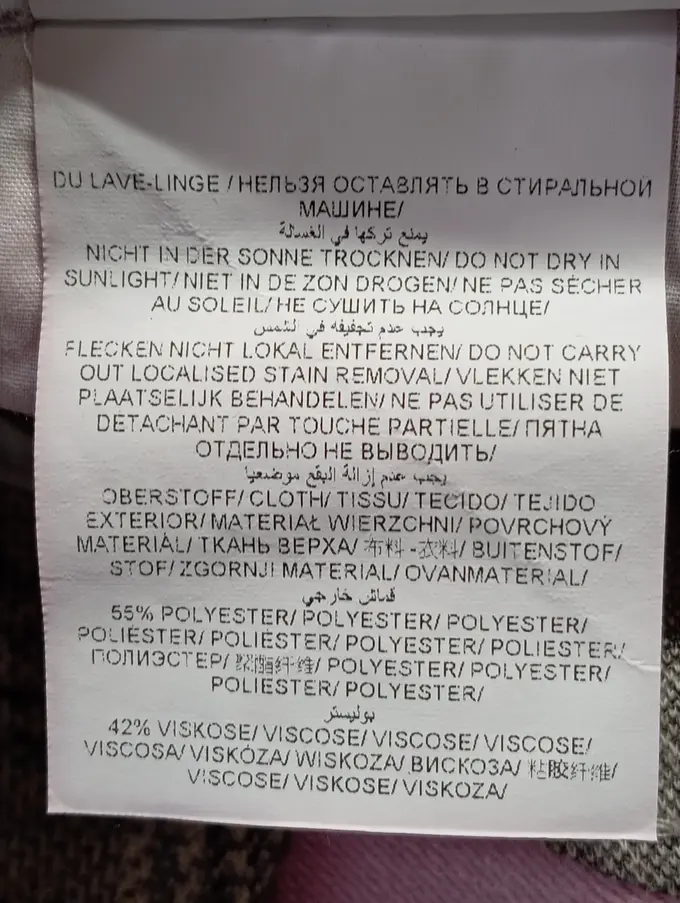 DU LAVE-LINGE / НЕЛЬЗЯ ОСТАВЛЯТЬ В СТИРАЛЬНОЙ
МАШИНЕ/
يمنع تركها في الغسالة
NICHT IN DER SONNE TROCKNEN/ DO NOT DRY IN
SUNLIGHT/ NIET IN DE ZON DROGEN/ NE PAS SÉCHER
AU SOLEIL/ НЕ СУШИТЬ НА СОЛНЦЕ/
يجب عدم تجفيفه في الشمس
FLECKEN NICHT LOKAL ENTFERNEN/ DO NOT CARRY
OUT LOCALISED STAIN REMOVAL/ VLEKKEN NIET
PLAATSELIJK BEHANDELEN/ NE PAS UTILISER DE
DÉTACHANT PAR TOUCHE PARTIELLE/ ПЯТНА
ОТДЕЛЬНО НЕ ВЫВОДИТЬ/
يجب عدم إزالة البقع موضعيا
OBERSTOFF/ CLOTH/ TISSU/ TECIDO/ TEJIDO
EXTERIOR/ MATERIAŁ WIERZCHNI/ POVRCHOVÝ
MATERIÁL/ ТКАНЬ ВЕРХА/ 布料 -衣料/ BUITENSTOF/
STOF/ ZGORNJI MATERIAL/ OVANMATERIAL/
قماش خارجي
55% POLYESTER/ POLYESTER/ POLYESTER/
POLIÉSTER/ POLIÉSTER/ POLYESTER/ POLIESTER/
ПОЛИЭСТЕР/ 聚酯纤维/ POLYESTER/ POLYESTER/
POLIESTER/ POLYESTER/
بوليستر
42% VISKOSE/ VISCOSE/ VISCOSE/ VISCOSE/
VISCOSA/ VISKÓZA/ WISKOZA/ ВИСКОЗА/ 粘胶纤维/
VISCOSE/ VISKOSE/ VISKOZA/